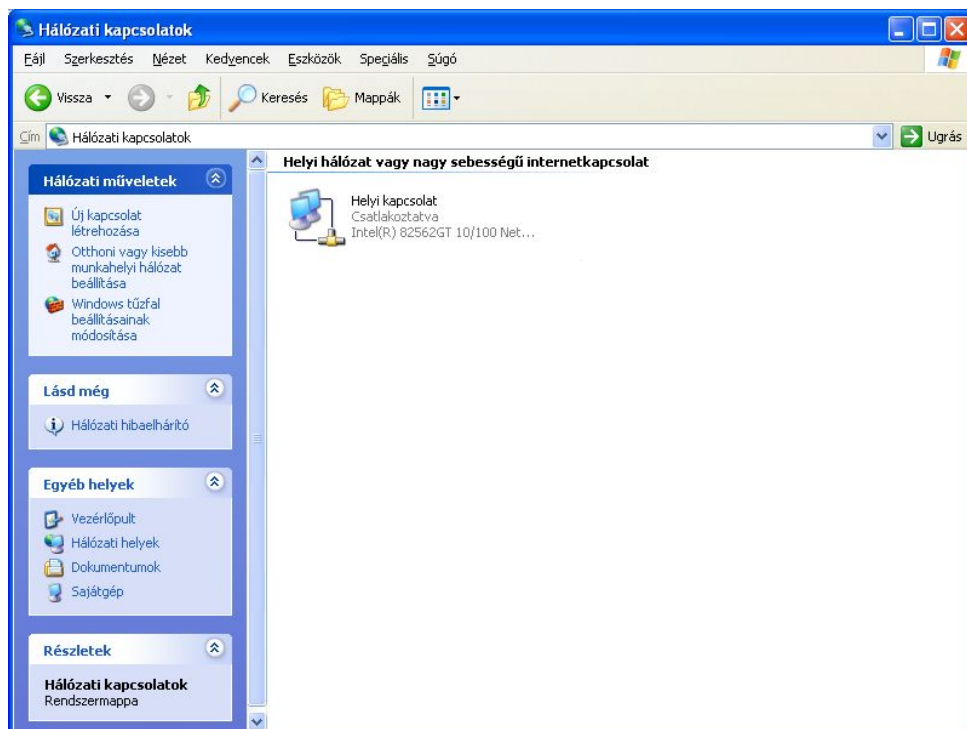 Hálózati kapcsolatok
Fájl Szerkesztés Nézet Kedvencek Eszközök Speciális Súgó
Vissza Keresés Mappák
Cím Hálózati kapcsolatok Ugrás
Hálózati műveletek
Új kapcsolat
létrehozása
Otthoni vagy kisebb
munkahelyi hálózat
beállítása
Windows tűzfal
beállításainak
módosítása
Lásd még
Hálózati hibaelhárító
Egyéb helyek
Vezérlőpult
Hálózati helyek
Dokumentumok
Sajátgép
Részletek
Hálózati kapcsolatok
Rendszermappa
Helyi hálózat vagy nagy sebességű internetkapcsolat
Helyi kapcsolat
Csatlakoztatva
Intel(R) 82562GT 10/100 Net...